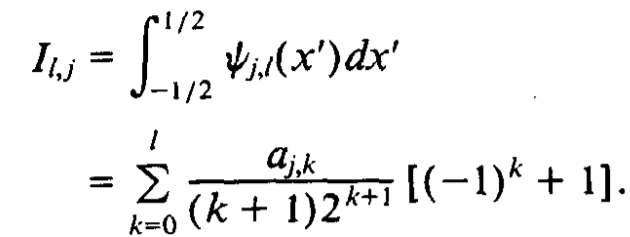 I_{l,j} = \int_{-1/2}^{1/2} \psi_{j,l}(x')dx'
= \sum_{k=0}^{l} \frac{a_{j,k}}{(k + 1)2^{k+1}} [(-1)^k + 1].